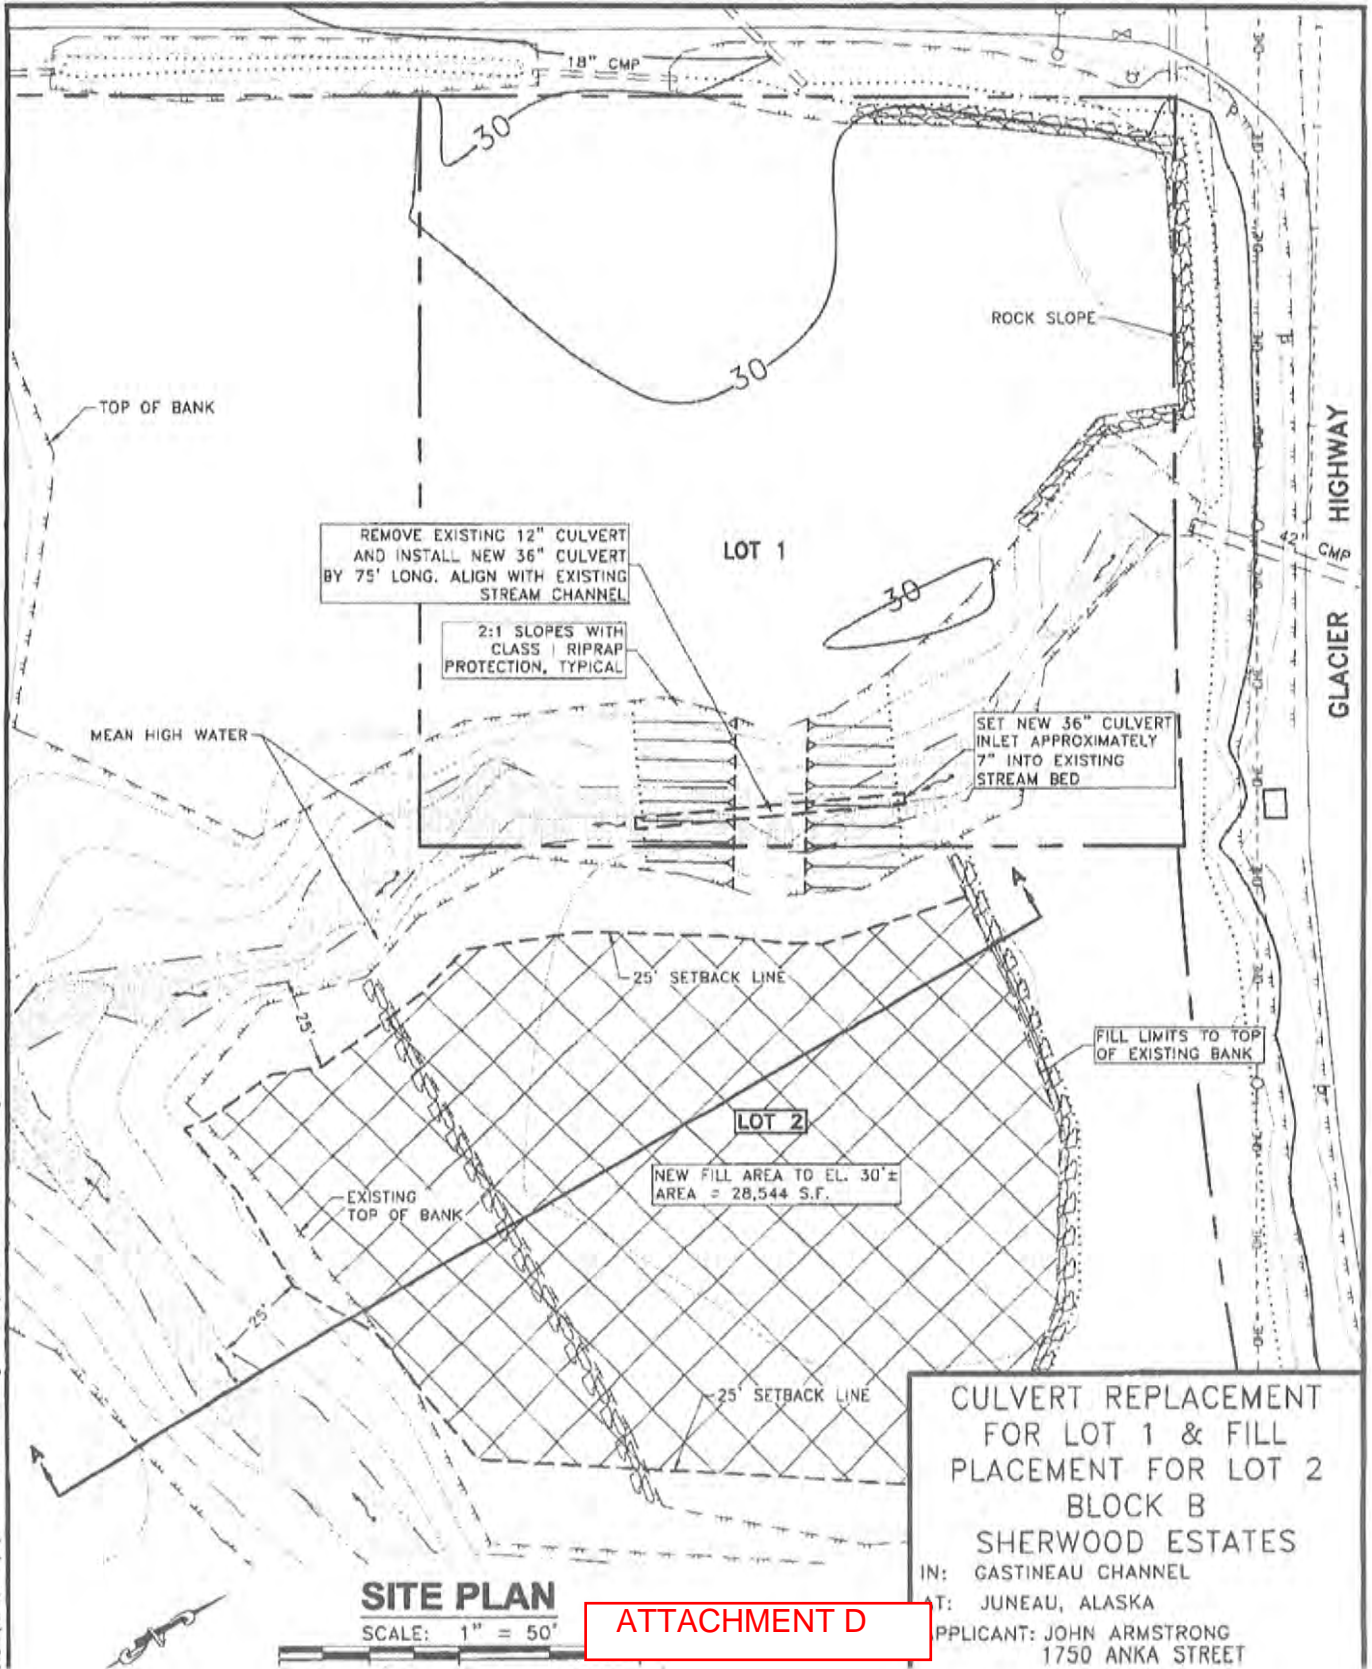 18" CMP
30
ROCK SLOPE
30
TOP OF BANK
GLACIER HIGHWAY
REMOVE EXISTING 12" CULVERT
AND INSTALL NEW 36" CULVERT
BY 75' LONG. ALIGN WITH EXISTING
STREAM CHANNEL
LOT 1
42"
CMP
30
2:1 SLOPES WITH
CLASS I RIPRAP
PROTECTION, TYPICAL
MEAN HIGH WATER
SET NEW 36" CULVERT
INLET APPROXIMATELY
7" INTO EXISTING
STREAM BED
A
25' SETBACK LINE
25'
FILL LIMITS TO TOP
OF EXISTING BANK
LOT 2
NEW FILL AREA TO EL. 30'±
AREA = 28,544 S.F.
EXISTING
TOP OF BANK
25'
25' SETBACK LINE
A
CULVERT REPLACEMENT
FOR LOT 1 & FILL
PLACEMENT FOR LOT 2
BLOCK B
SHERWOOD ESTATES
IN: GASTINEAU CHANNEL
AT: JUNEAU, ALASKA
APPLICANT: JOHN ARMSTRONG
1750 ANKA STREET
SITE PLAN
SCALE: 1" = 50'
ATTACHMENT D
N